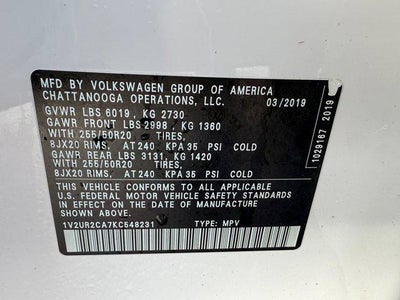 MFD BY VOLKSWAGEN GROUP OF AMERICA
CHATTANOOGA OPERATIONS, LLC. 03/2019
GVWR LBS 6019, KG 2730
GAWR FRONT LBS 2998, KG 1360
WITH 255/50R20 TIRES,
8JX20 RIMS, AT 240 KPA 35 PSI COLD
GAWR REAR LBS 3131, KG 1420
WITH 255/50R20 TIRES,
8JX20 RIMS, AT 240 KPA 35 PSI COLD
THIS VEHICLE CONFORMS TO ALL APPLICABLE
U.S. FEDERAL MOTOR VEHICLE SAFETY STANDARDS
IN EFFECT ON THE DATE OF MANUFACTURE
SHOWN ABOVE.
1V2UR2CA7KC548231 TYPE: MPV
1029167 2019